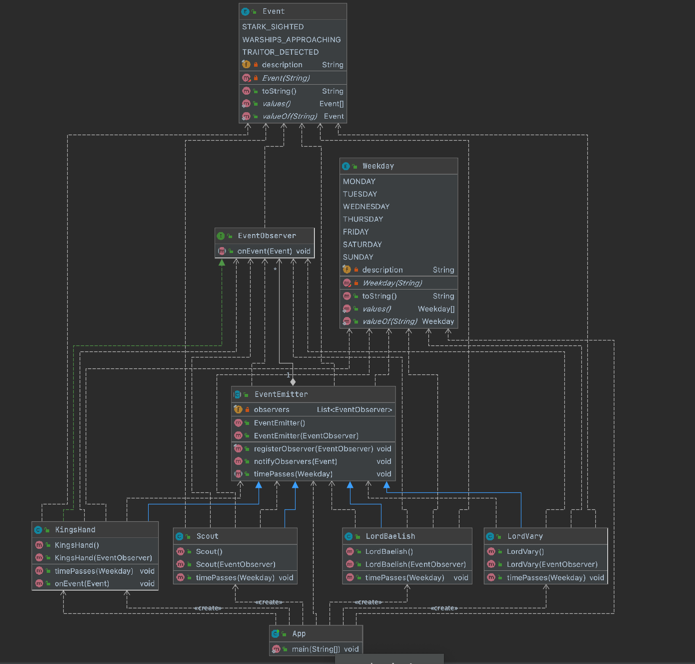 Event
STARK_SIGHTED
WARSHIPS_APPROACHING
TRAITOR_DETECTED
description String
Event(String)
toString() String
values() Event[]
valueOf(String) Event
Weekday
MONDAY
TUESDAY
WEDNESDAY
THURSDAY
FRIDAY
SATURDAY
SUNDAY
description String
Weekday(String)
toString() String
values() Weekday[]
valueOf(String) Weekday
EventObserver
onEvent(Event) void
*
1
EventEmitter
observers List<EventObserver>
EventEmitter()
EventEmitter(EventObserver)
registerObserver(EventObserver) void
notifyObservers(Event) void
timePasses(Weekday) void
KingsHand
KingsHand()
KingsHand(EventObserver)
timePasses(Weekday) void
onEvent(Event) void
Scout
Scout()
Scout(EventObserver)
timePasses(Weekday) void
LordBaelish
LordBaelish()
LordBaelish(EventObserver)
timePasses(Weekday) void
LordVary
LordVary()
LordVary(EventObserver)
timePasses(Weekday) void
«create» «create» «create» «create»
App
main(String[]) void